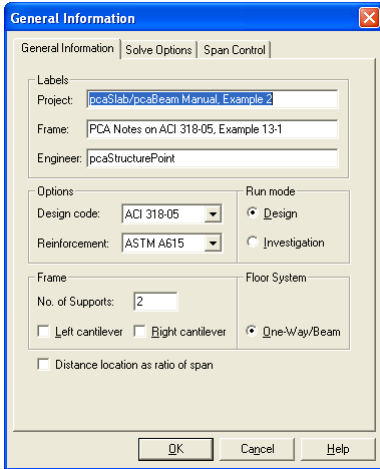 General Information
General Information Solve Options Span Control
Labels
Project: pcaSlab/pcaBeam Manual, Example 2
Frame: PCA Notes on ACI 318-05, Example 13-1
Engineer: pcaStructurePoint
Options Run mode
Design code: ACI 318-05 Design
Reinforcement: ASTM A615 Investigation
Frame Floor System
No. of Supports: 2
Left cantilever Right cantilever One-Way/Beam
Distance location as ratio of span
OK Cancel Help